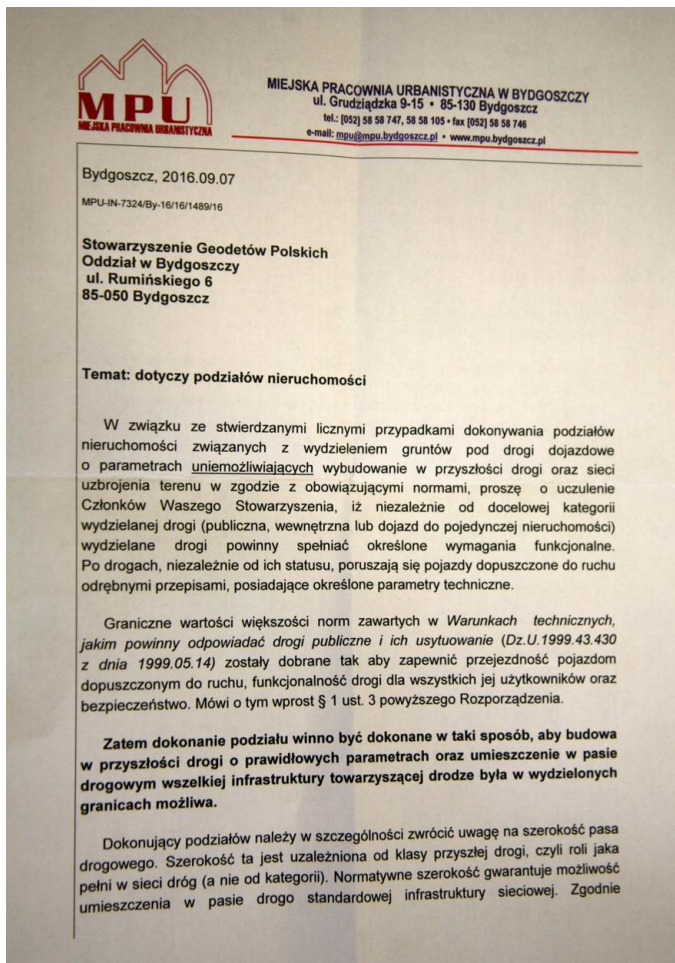 MPU
MIEJSKA PRACOWNIA URBANISTYCZNA
MIEJSKA PRACOWNIA URBANISTYCZNA W BYDGOSZCZY
ul. Grudziądzka 9-15 • 85-130 Bydgoszcz
tel.: [052] 58 58 747, 58 58 105 • fax [052] 58 58 746
e-mail: mpu@mpu.bydgoszcz.pl • www.mpu.bydgoszcz.pl
Bydgoszcz, 2016.09.07
MPU-IN-7324/By-16/16/1489/16
Stowarzyszenie Geodetów Polskich
Oddział w Bydgoszczy
ul. Rumińskiego 6
85-050 Bydgoszcz
Temat: dotyczy podziałów nieruchomości
W związku ze stwierdzanymi licznymi przypadkami dokonywania podziałów
nieruchomości związanych z wydzieleniem gruntów pod drogi dojazdowe
o parametrach uniemożliwiających wybudowanie w przyszłości drogi oraz sieci
uzbrojenia terenu w zgodzie z obowiązującymi normami, proszę o uczulenie
Członków Waszego Stowarzyszenia, iż niezależnie od docelowej kategorii
wydzielanej drogi (publiczna, wewnętrzna lub dojazd do pojedynczej nieruchomości)
wydzielane drogi powinny spełniać określone wymagania funkcjonalne.
Po drogach, niezależnie od ich statusu, poruszają się pojazdy dopuszczone do ruchu
odrębnymi przepisami, posiadające określone parametry techniczne.
Graniczne wartości większości norm zawartych w Warunkach technicznych,
jakim powinny odpowiadać drogi publiczne i ich usytuowanie (Dz.U.1999.43.430
z dnia 1999.05.14) zostały dobrane tak aby zapewnić przejezdność pojazdom
dopuszczonym do ruchu, funkcjonalność drogi dla wszystkich jej użytkowników oraz
bezpieczeństwo. Mówi o tym wprost § 1 ust. 3 powyższego Rozporządzenia.
Zatem dokonanie podziału winno być dokonane w taki sposób, aby budowa
w przyszłości drogi o prawidłowych parametrach oraz umieszczenie w pasie
drogowym wszelkiej infrastruktury towarzyszącej drodze była w wydzielonych
granicach możliwa.
Dokonujący podziałów należy w szczególności zwrócić uwagę na szerokość pasa
drogowego. Szerokość ta jest uzależniona od klasy przyszłej drogi, czyli roli jaka
pełni w sieci dróg (a nie od kategorii). Normatywne szerokość gwarantuje możliwość
umieszczenia w pasie drogo standardowej infrastruktury sieciowej. Zgodnie